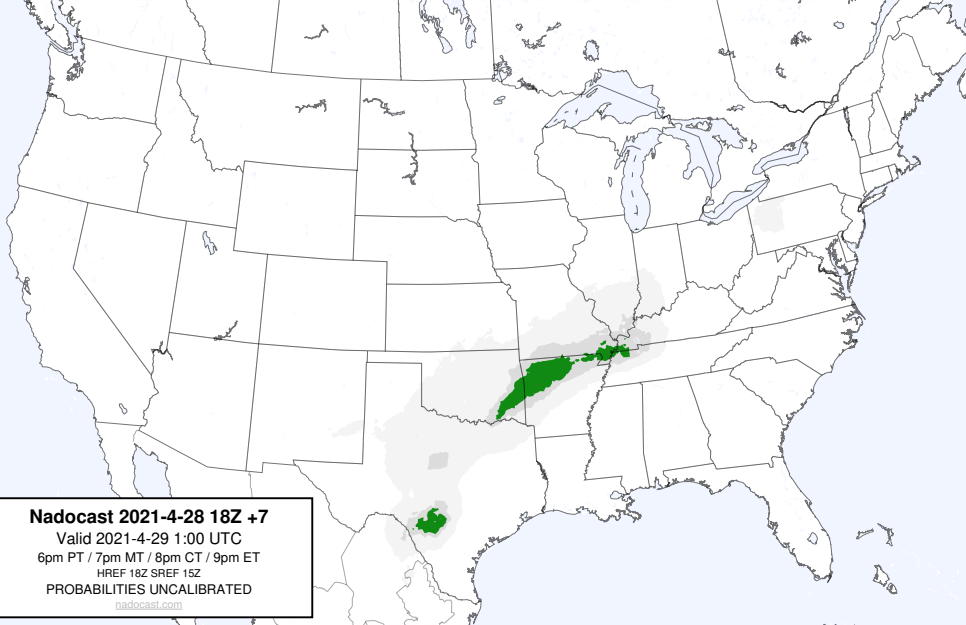 Nadocast 2021-4-28 18Z +7
Valid 2021-4-29 1:00 UTC
6pm PT / 7pm MT / 8pm CT / 9pm ET
HREF 18Z SREF 15Z
PROBABILITIES UNCALIBRATED
nadocast.com